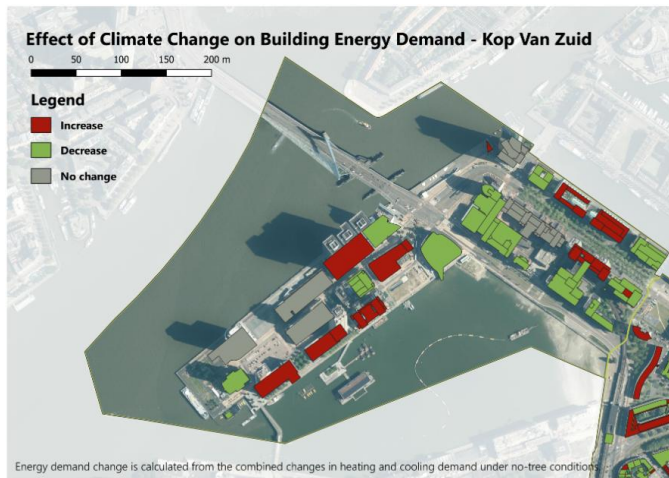 Effect of Climate Change on Building Energy Demand - Kop Van Zuid
0 50 100 150 200 m
Legend
Increase
Decrease
No change
Energy demand change is calculated from the combined changes in heating and cooling demand under no-tree conditions.